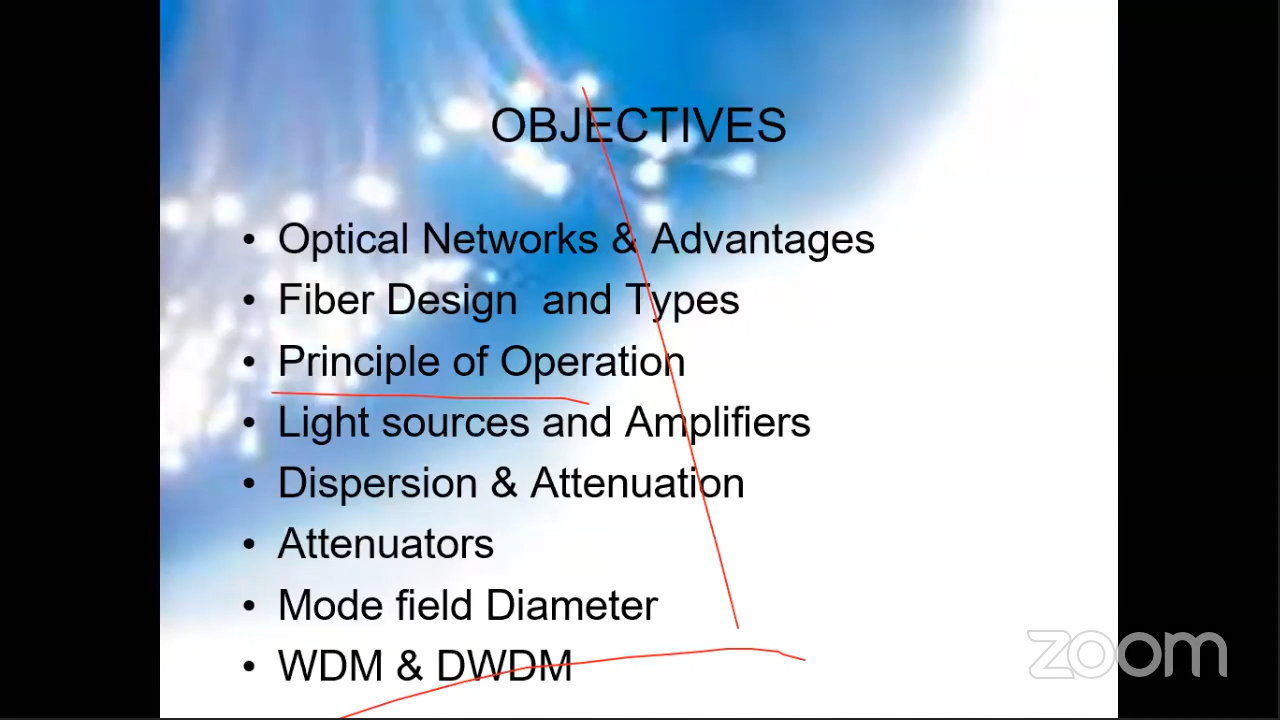 OBJECTIVES
• Optical Networks & Advantages
• Fiber Design and Types
• Principle of Operation
• Light sources and Amplifiers
• Dispersion & Attenuation
• Attenuators
• Mode field Diameter
• WDM & DWDM
zoom